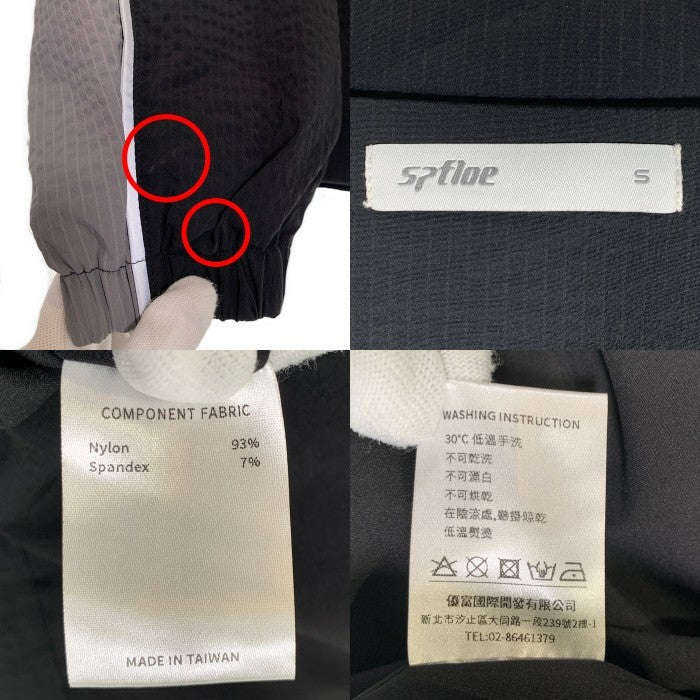 spfloe
S
COMPONENT FABRIC
Nylon 93%
Spandex 7%
MADE IN TAIWAN
WASHING INSTRUCTION
30°C 低溫手洗
不可乾洗
不可漂白
不可烘乾
在陰涼處,懸掛晾乾
低溫熨燙
優富國際開發有限公司
新北市汐止區大同路一段239號2樓-1
TEL:02-86461379